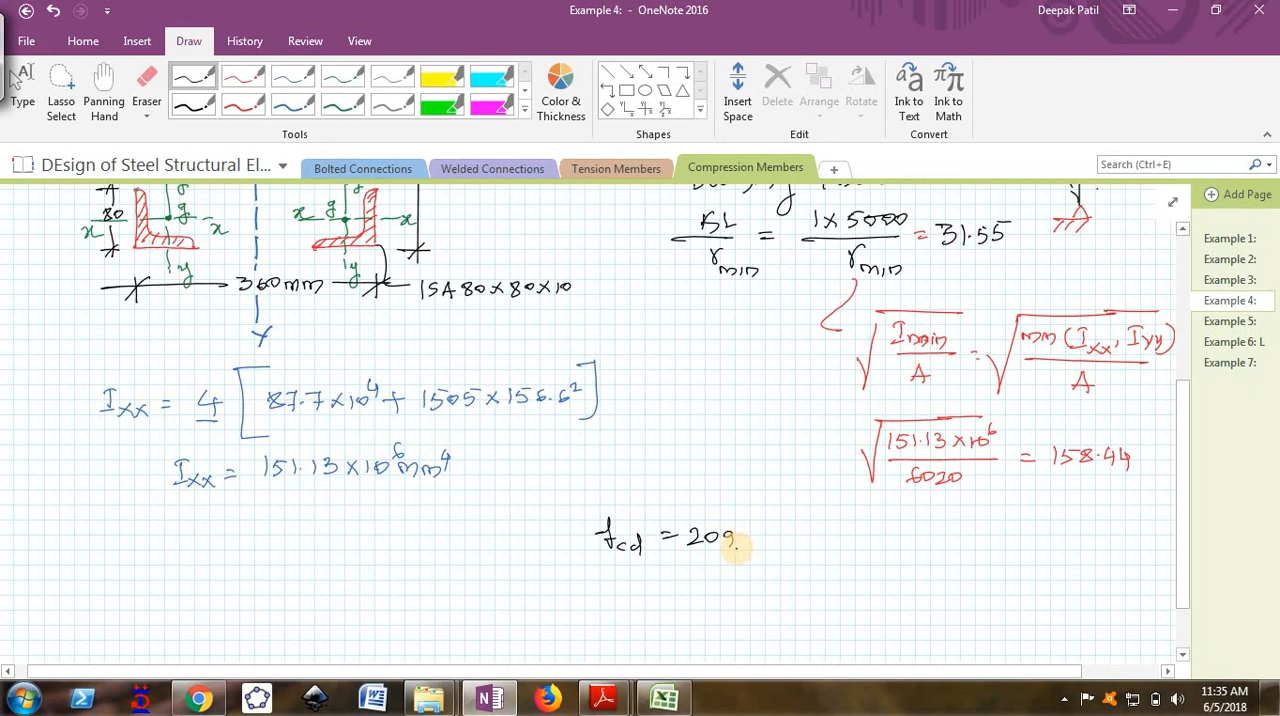 Example 4: - OneNote 2016
Deepak Patil
File Home Insert Draw History Review View
Type Lasso Select Panning Hand Eraser Color & Thickness Insert Space Delete Arrange Rotate Ink to Text Ink to Math
Tools Shapes Edit Convert
DEsign of Steel Structural El... Bolted Connections Welded Connections Tension Members Compression Members Search (Ctrl+E)
Add Page
Example 1:
Example 2:
Example 3:
Example 4:
Example 5:
Example 6: L
Example 7:
80 g g
x x x x
y y
360mm ISA 80×80×10
Y
KL / rmin = 1×5000 / rmin = 31.55
√(Imin / A) = √(min (Ixx, Iyy) / A)
Ixx = 4 [87.7×10⁴ + 1505×156.6²]
√(151.13×10⁶ / 6020) = 158.44
Ixx = 151.13×10⁶mm⁴
fcd = 209.
11:35 AM
6/5/2018